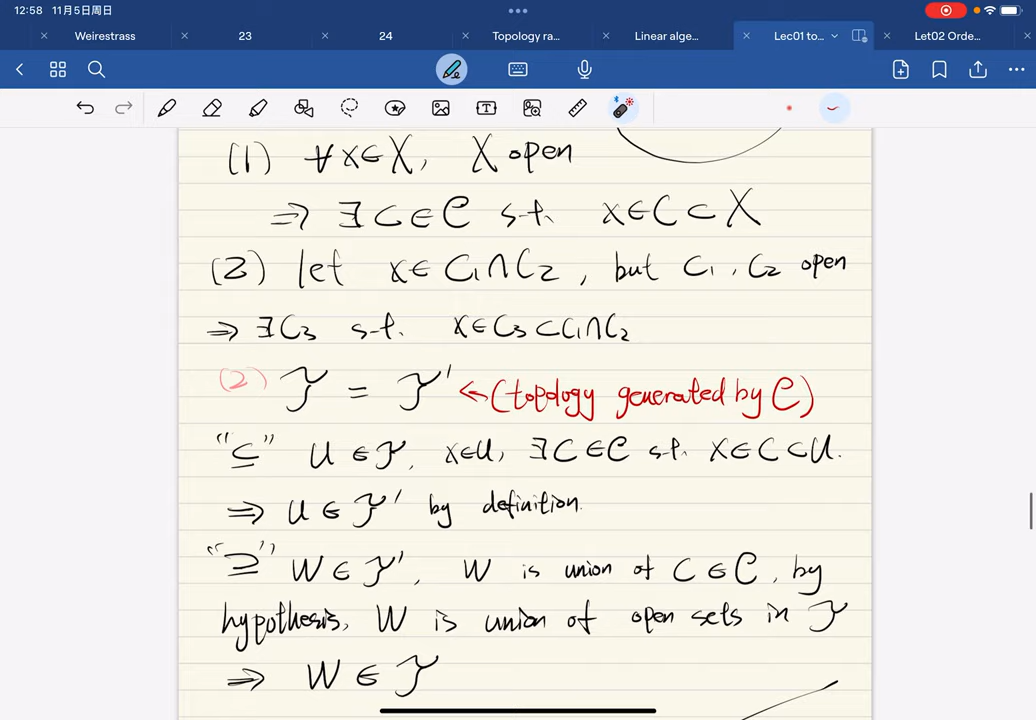 12:58 11月5日周日
Weirestrass 23 24 Topology ra... Linear alge... Lec01 to... Let02 Orde...
(1) ∀x∈X, X open
⇒ ∃C∈𝒞 s.t. x∈C⊂X
(2) let x∈C₁∩C₂, but C₁, C₂ open
⇒ ∃C₃ s.t. x∈C₃⊂C₁∩C₂
(2) 𝒯 = 𝒯' ← (topology generated by 𝒞)
"⊆" U∈𝒯, x∈U, ∃C∈𝒞 s.t. x∈C⊂U.
⇒ U∈𝒯' by definition.
"⊇" W∈𝒯', W is union of C∈𝒞, by
hypothesis, W is union of open sets in 𝒯
⇒ W∈𝒯